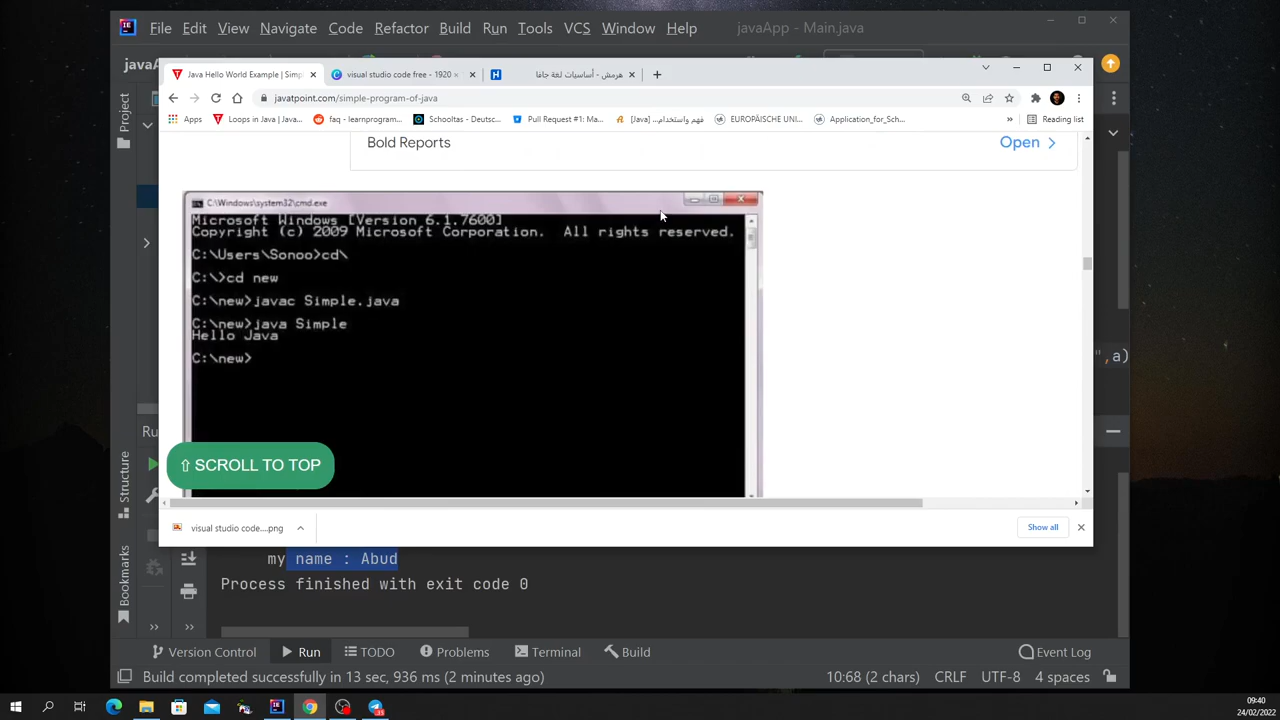 File Edit View Navigate Code Refactor Build Run Tools VCS Window Help javaApp - Main.java
javaA
Java Hello World Example | Simp
visual studio code free - 1920 ×
هرمش - أساسيات لغة جافا
javatpoint.com/simple-program-of-java
Apps Loops in Java | Java... faq - learnprogram... Schooltas - Deutsc... Pull Request #1: Ma... [Java] فهم واستخدام... EUROPÄISCHE UNI... Application_for_Sch... » Reading list
Project
Bold Reports Open
C:\Windows\system32\cmd.exe
Microsoft Windows [Version 6.1.7600]
Copyright (c) 2009 Microsoft Corporation. All rights reserved.
C:\Users\Sonoo>cd\
C:\>cd new
C:\new>javac Simple.java
C:\new>java Simple
Hello Java
C:\new>
",a)
Ru
⇧ SCROLL TO TOP
Structure
visual studio code....png
Show all
Bookmarks
my name : Abud
Process finished with exit code 0
» »
Version Control Run TODO Problems Terminal Build Event Log
Build completed successfully in 13 sec, 936 ms (2 minutes ago) 10:68 (2 chars) CRLF UTF-8 4 spaces
09:40
24/02/2022